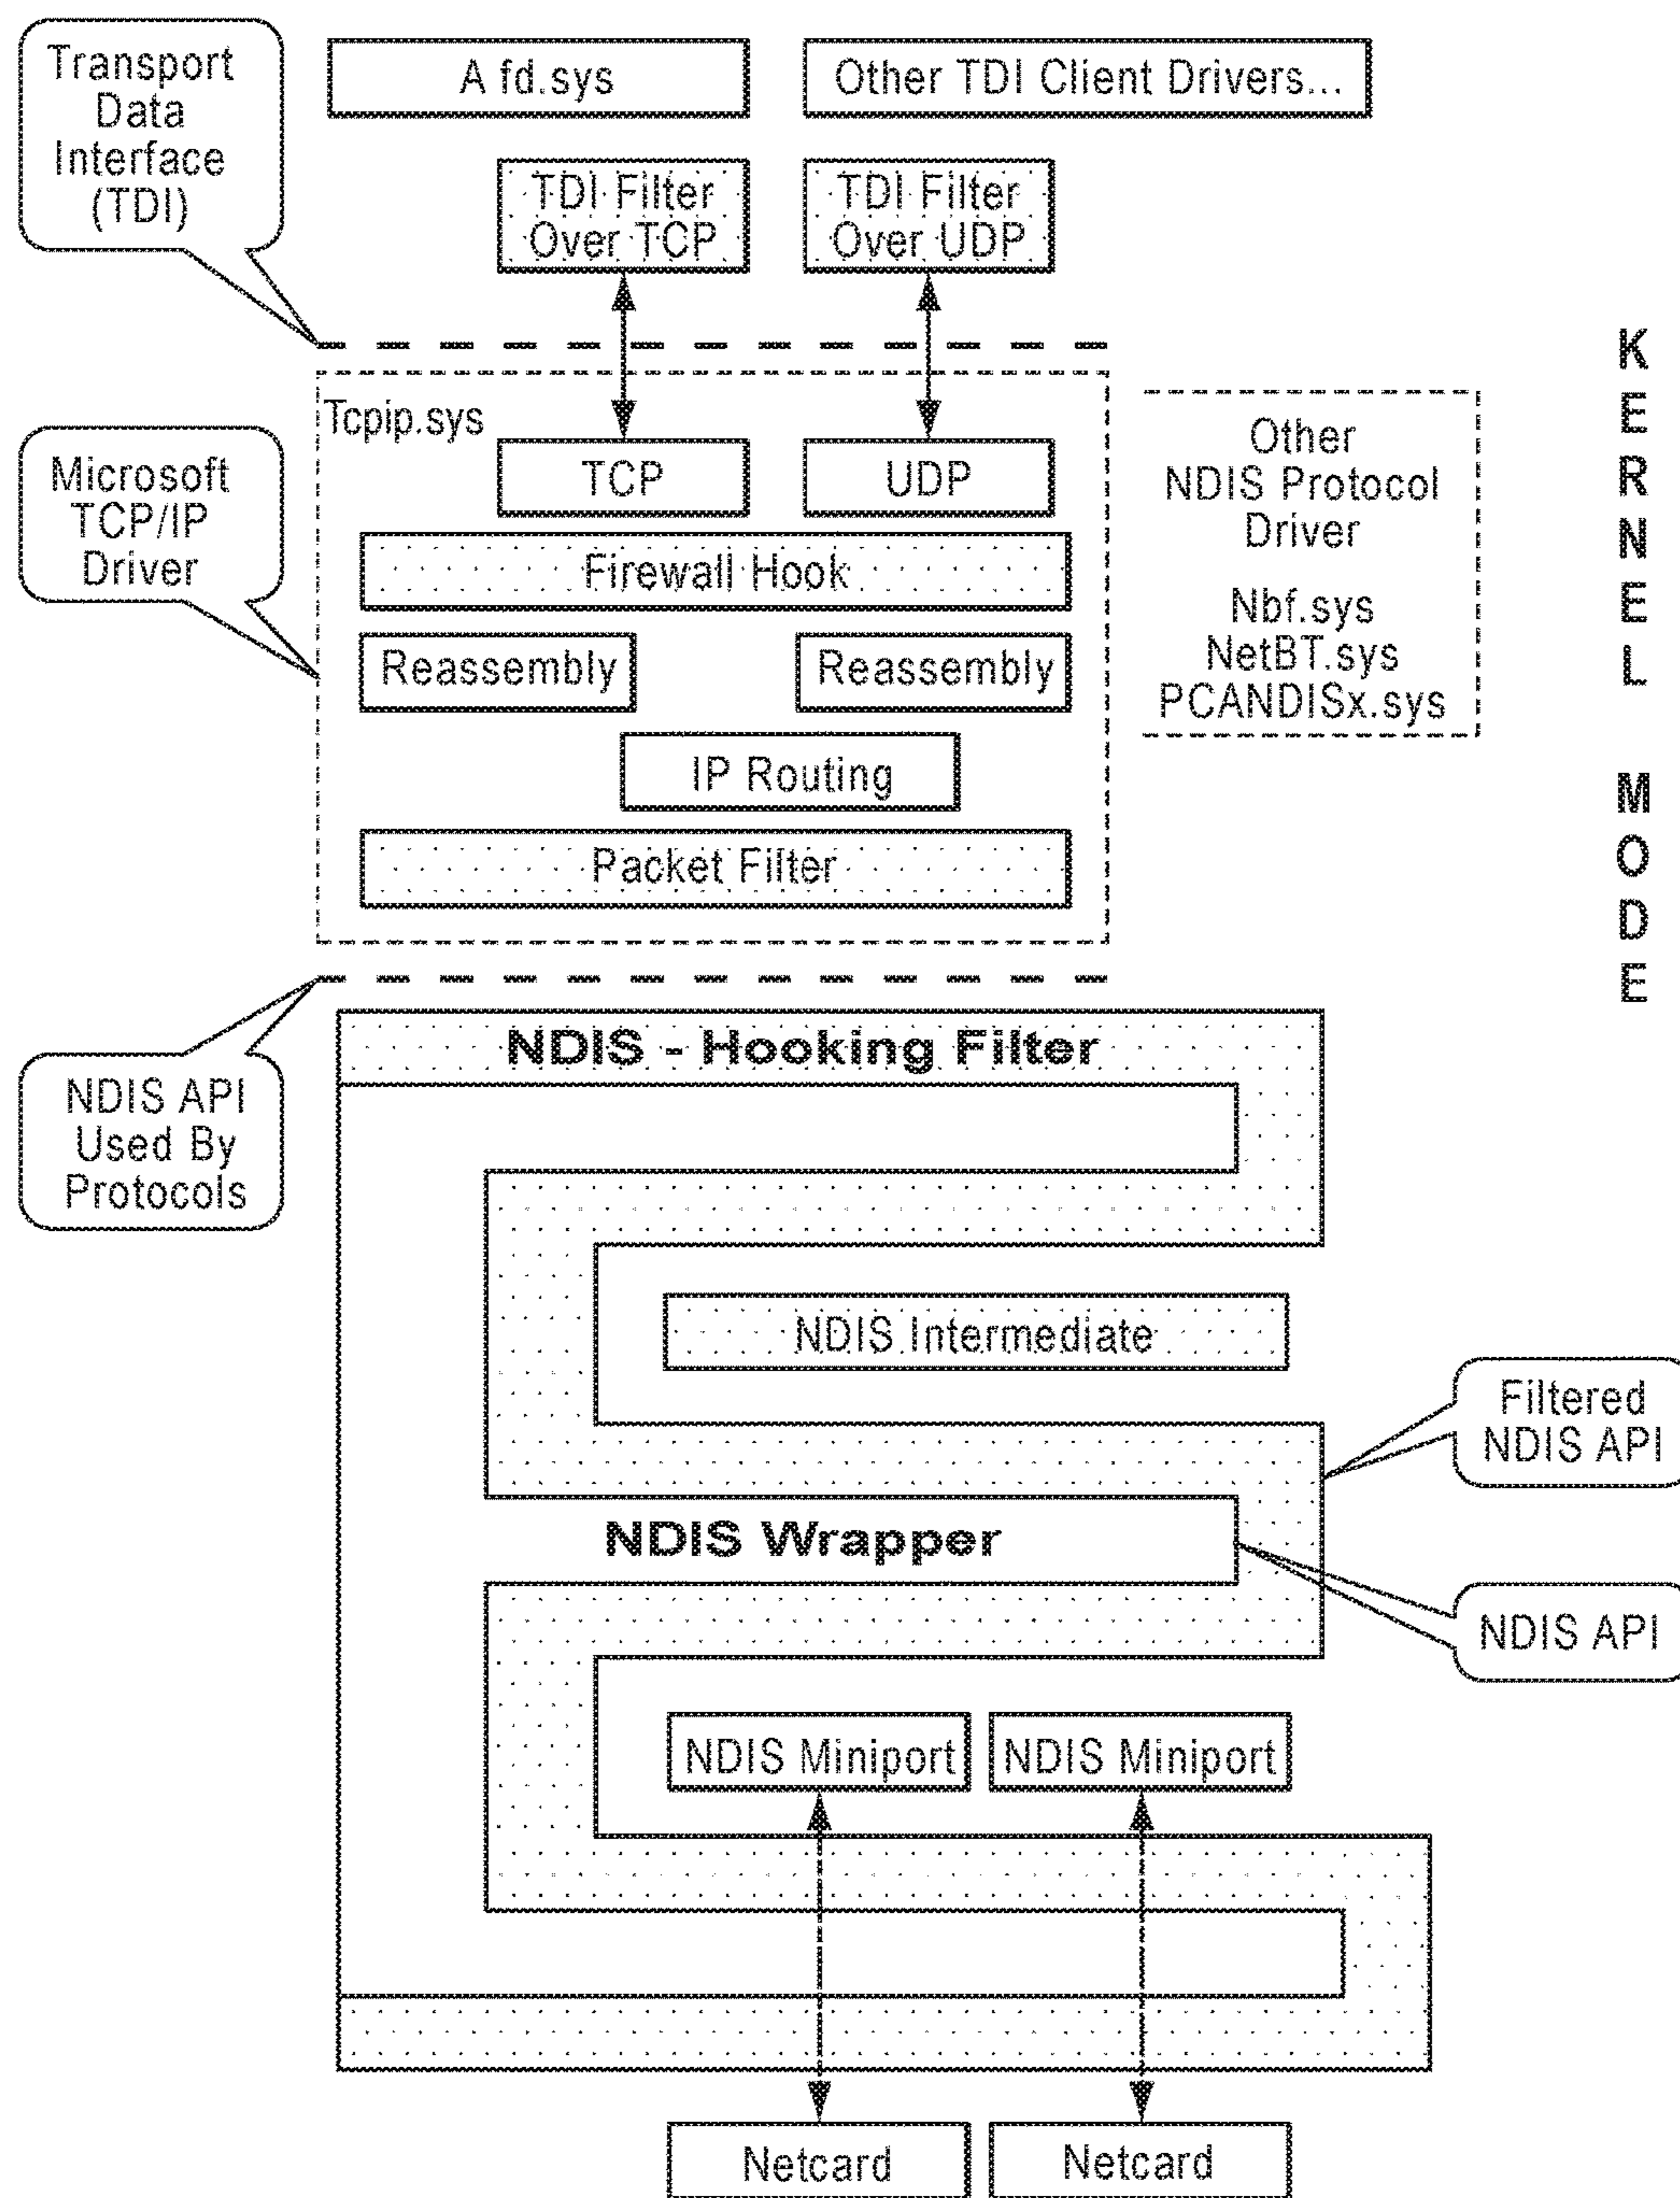 Transport
Data
Interface
(TDI)
A fd.sys
Other TDI Client Drivers...
TDI Filter
Over TCP
TDI Filter
Over UDP
Tcpip.sys
TCP
UDP
Microsoft
TCP/IP
Driver
Firewall Hook
Reassembly
Reassembly
IP Routing
Packet Filter
Other
NDIS Protocol
Driver
Nbf.sys
NetBT.sys
PCANDISx.sys
KERNEL MODE
NDIS API
Used By
Protocols
NDIS - Hooking Filter
NDIS Intermediate
Filtered
NDIS API
NDIS Wrapper
NDIS API
NDIS Miniport
NDIS Miniport
Netcard
Netcard